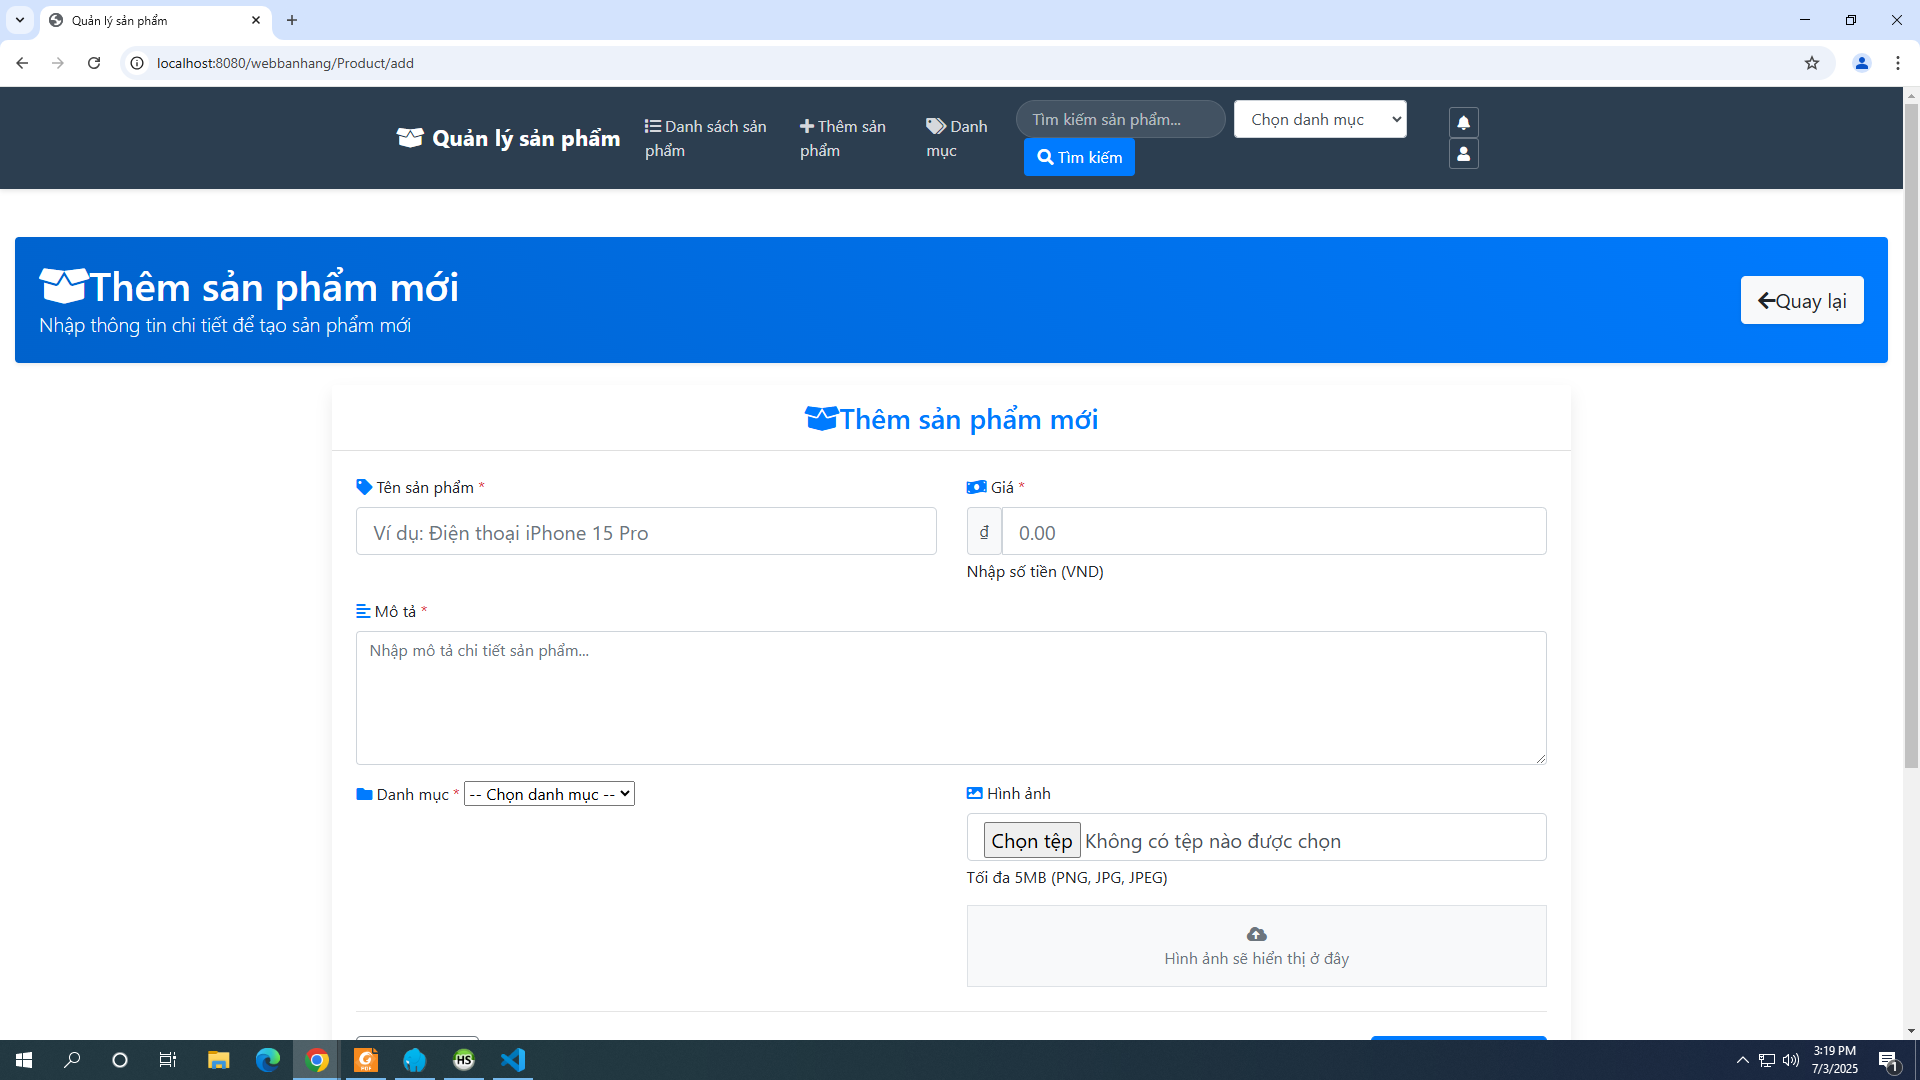 Quản lý sản phẩm
localhost:8080/webbanhang/Product/add
Quản lý sản phẩm
Danh sách sản phẩm
Thêm sản phẩm
Danh mục
Tìm kiếm sản phẩm...
Chọn danh mục
Tìm kiếm
Thêm sản phẩm mới
Nhập thông tin chi tiết để tạo sản phẩm mới
Quay lại
Thêm sản phẩm mới
Tên sản phẩm *
Ví dụ: Điện thoại iPhone 15 Pro
Giá *
₫
0.00
Nhập số tiền (VND)
Mô tả *
Nhập mô tả chi tiết sản phẩm...
Danh mục *
-- Chọn danh mục --
Hình ảnh
Chọn tệp Không có tệp nào được chọn
Tối đa 5MB (PNG, JPG, JPEG)
Hình ảnh sẽ hiển thị ở đây
G
PDF
HS
3:19 PM
7/3/2025
1